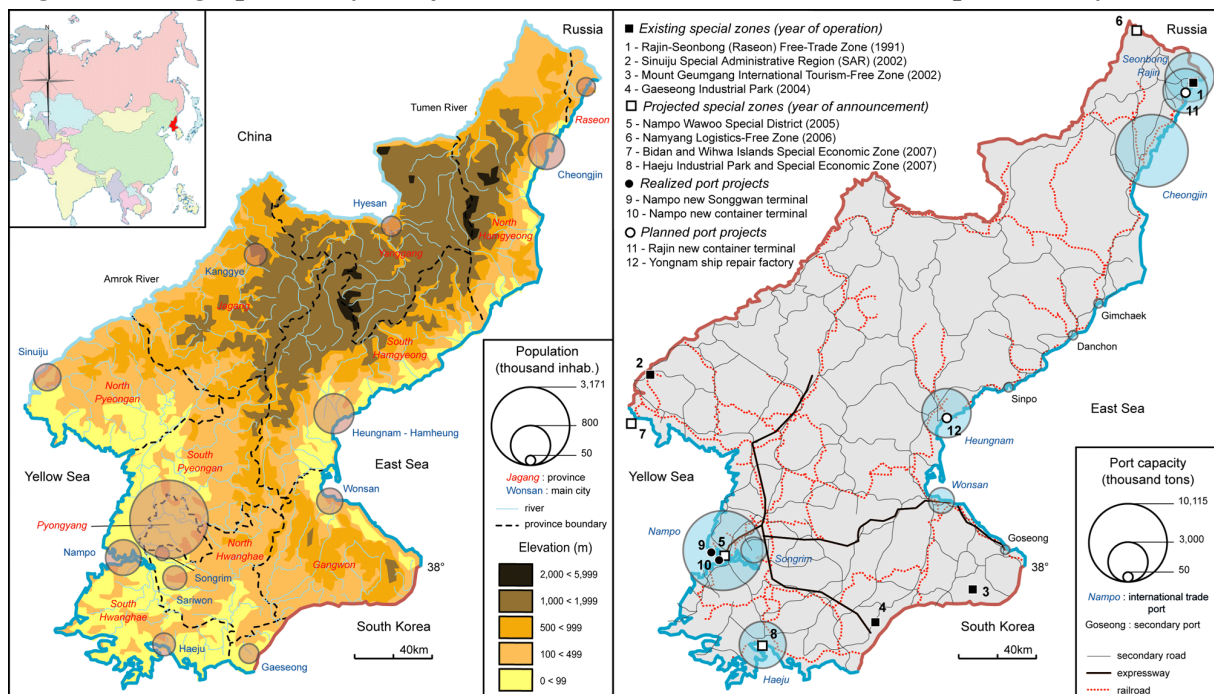 N
Russia
Tumen River
China
Raseon
Cheongjin
Hyesan
North
Hamgyeong
Yanggang
Kanggye
Amrok River
Jagang
South
Hamgyeong
Sinuiju
North
Pyeongan
Heungnam - Hamheung
South
Pyeongan
Yellow Sea
East Sea
Wonsan
Pyongyang
North
Hwanghae
Nampo
Gangwon
38°
Songrim
Sariwon
South
Hwanghae
South Korea
Haeju
Gaeseong
40km
Population
(thousand inhab.)
3,171
800
50
Jagang : province
Wonsan : main city
river
province boundary
Elevation (m)
2,000 < 5,999
1,000 < 1,999
500 < 999
100 < 499
0 < 99
Existing special zones (year of operation)
1 - Rajin-Seonbong (Raseon) Free-Trade Zone (1991)
2 - Sinuiju Special Administrative Region (SAR) (2002)
3 - Mount Geumgang International Tourism-Free Zone (2002)
4 - Gaeseong Industrial Park (2004)
Projected special zones (year of announcement)
5 - Nampo Wawoo Special District (2005)
6 - Namyang Logistics-Free Zone (2006)
7 - Bidan and Wihwa Islands Special Economic Zone (2007)
8 - Haeju Industrial Park and Special Economic Zone (2007)
Realized port projects
9 - Nampo new Songgwan terminal
10 - Nampo new container terminal
Planned port projects
11 - Rajin new container terminal
12 - Yongnam ship repair factory
6
Russia
Seonbong
Rajin
1
11
Cheongjin
Gimchaek
Danchon
Sinpo
2
East Sea
7
12
Heungnam
Yellow Sea
Wonsan
Nampo
9
5
10
Songrim
Goseong
38°
3
4
8
South Korea
Haeju
40km
Port capacity
(thousand tons)
10,115
3,000
50
Nampo : international trade
port
Goseong : secondary port
secondary road
expressway
railroad